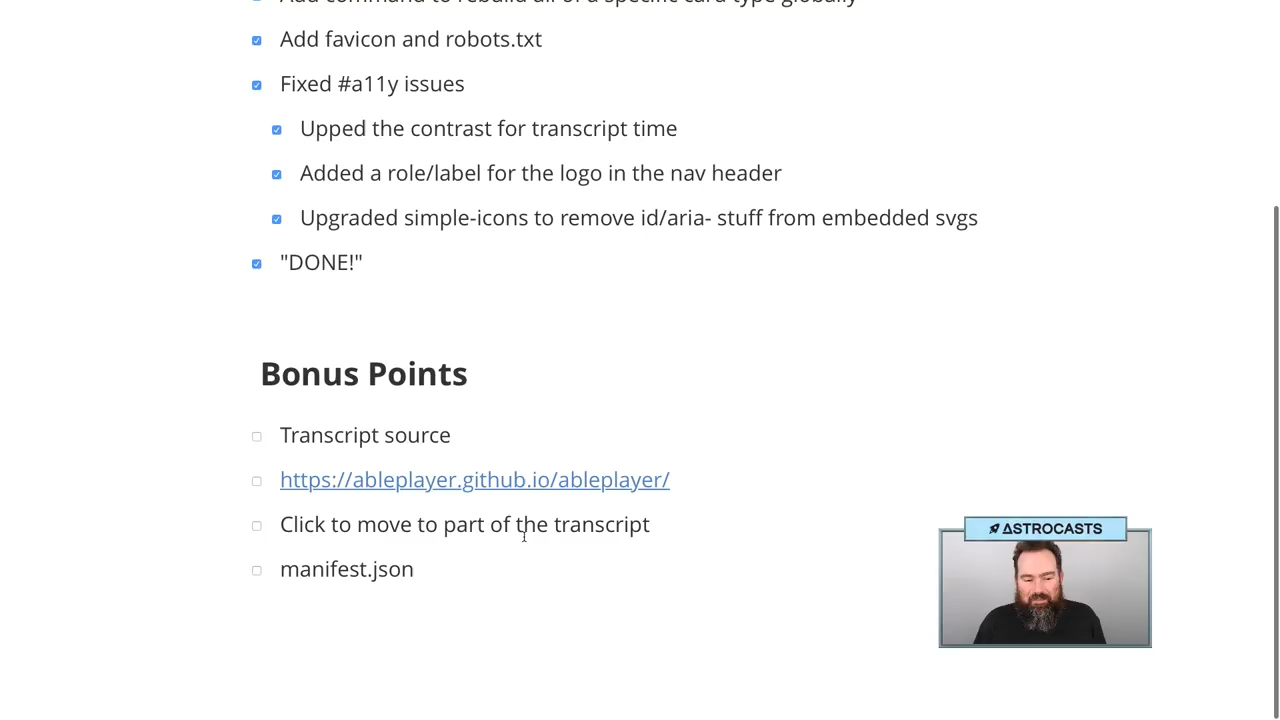 Add command to rebuild all of a specific card type globally
Add favicon and robots.txt
Fixed #a11y issues
Upped the contrast for transcript time
Added a role/label for the logo in the nav header
Upgraded simple-icons to remove id/aria- stuff from embedded svgs
"DONE!"
Bonus Points
Transcript source
https://ableplayer.github.io/ableplayer/
Click to move to part of the transcript
manifest.json
ASTROCASTS